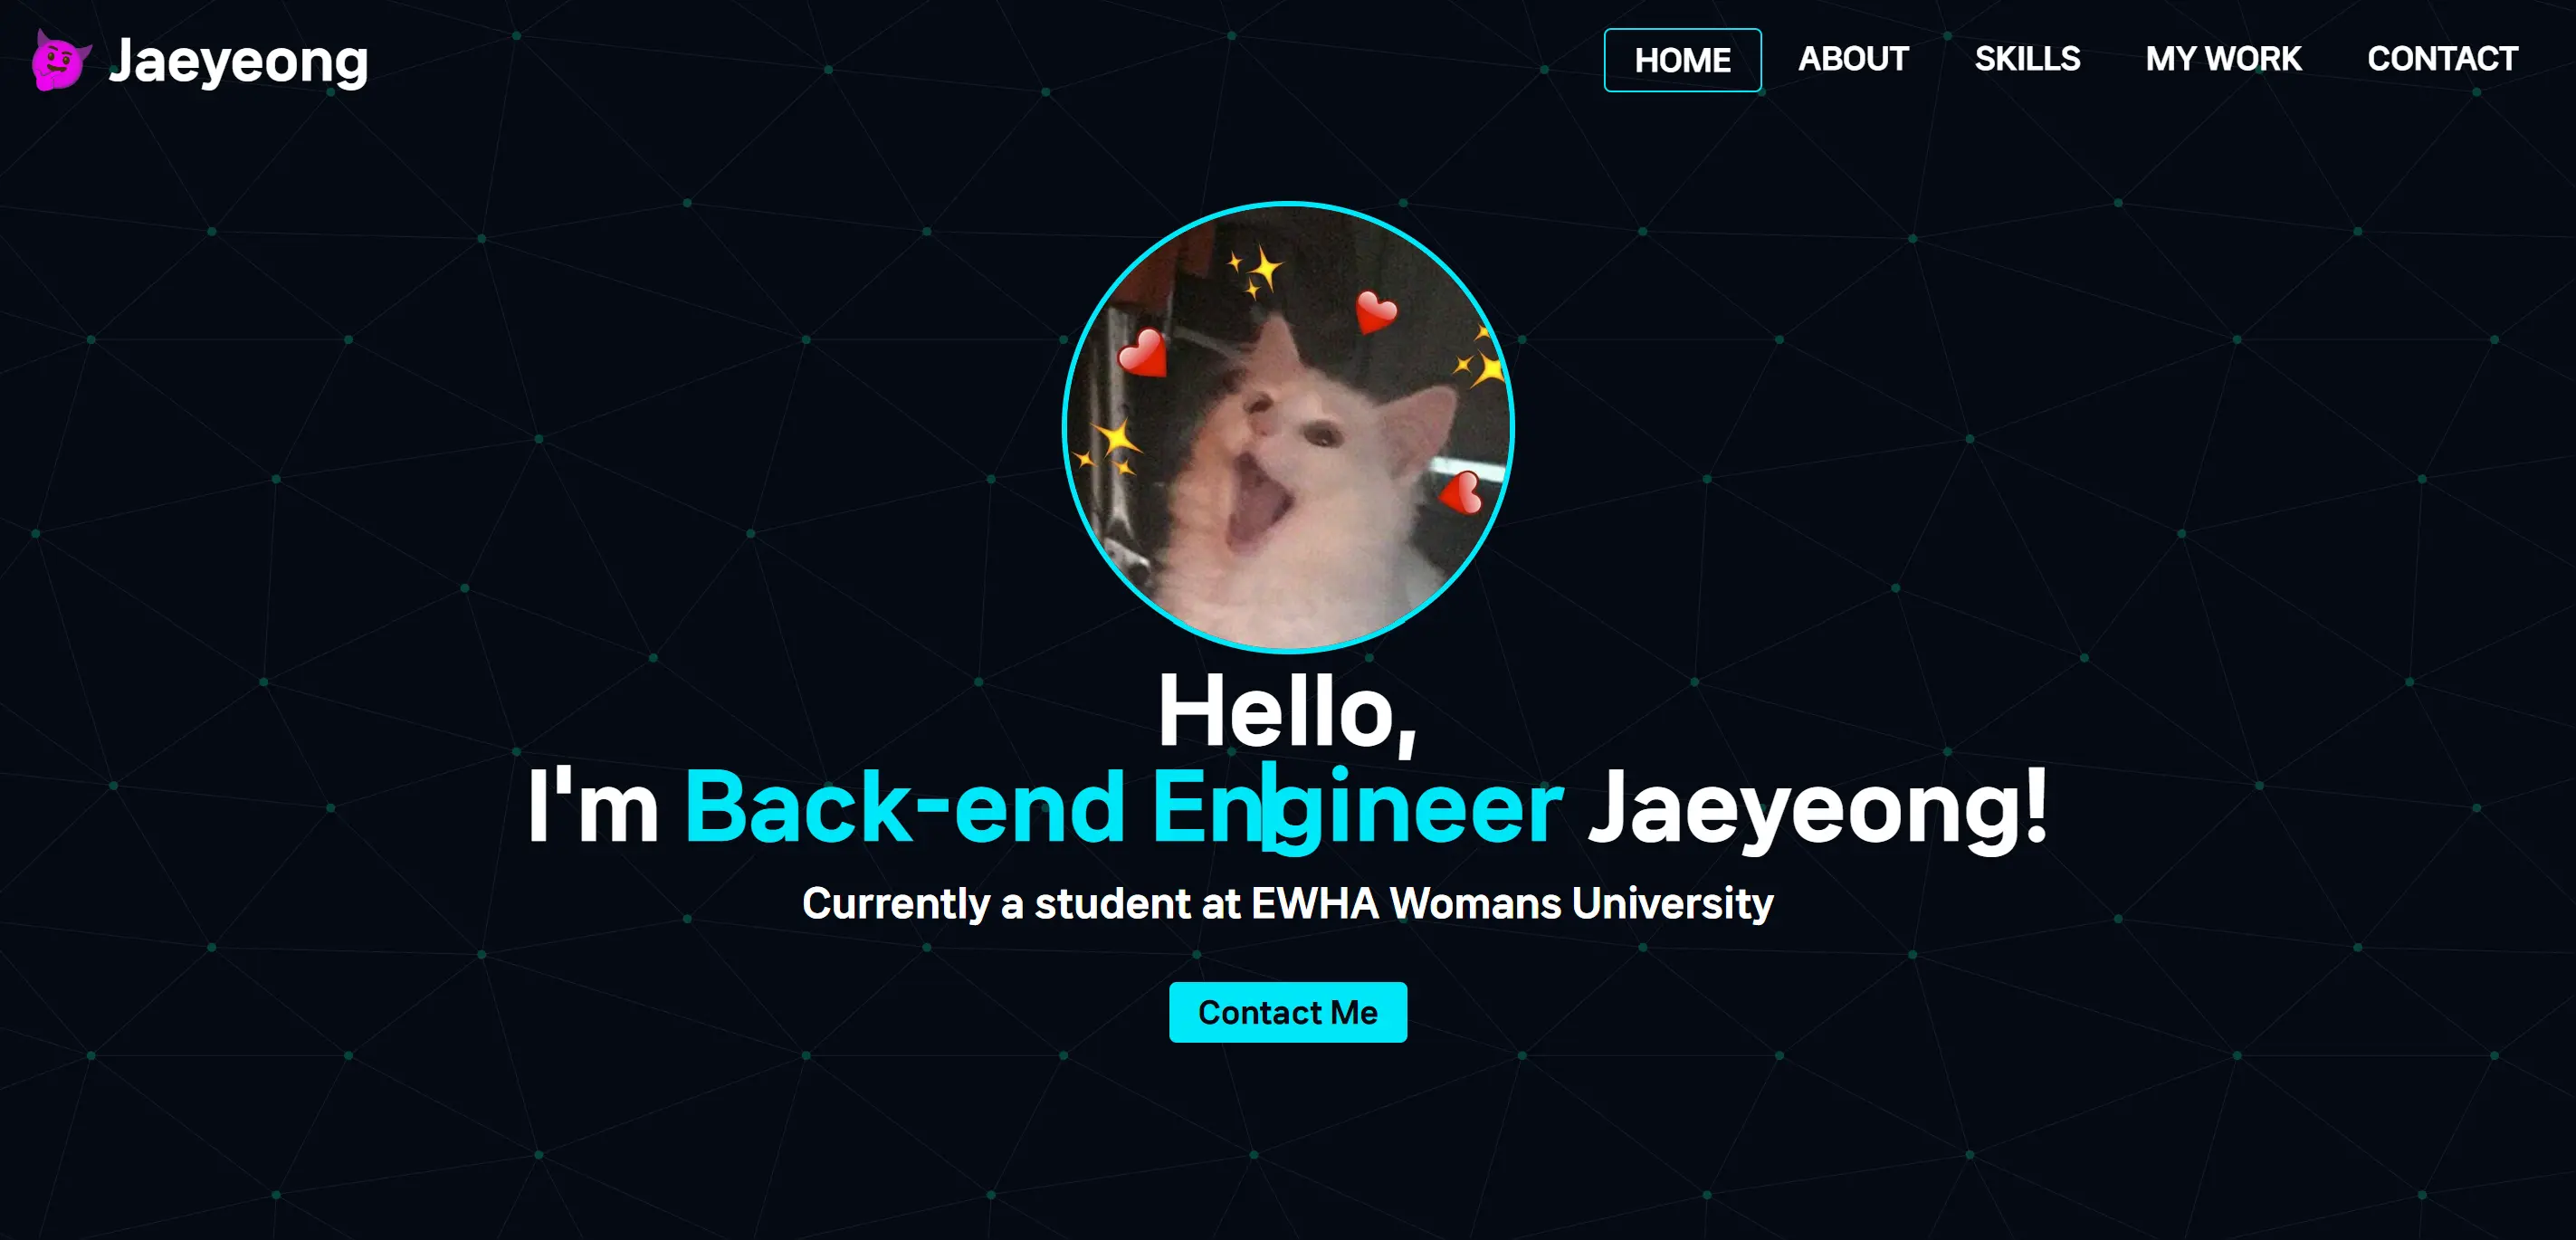 Jaeyeong
HOME
ABOUT
SKILLS
MY WORK
CONTACT
Hello,
I'm Back-end Engineer Jaeyeong!
Currently a student at EWHA Womans University
Contact Me